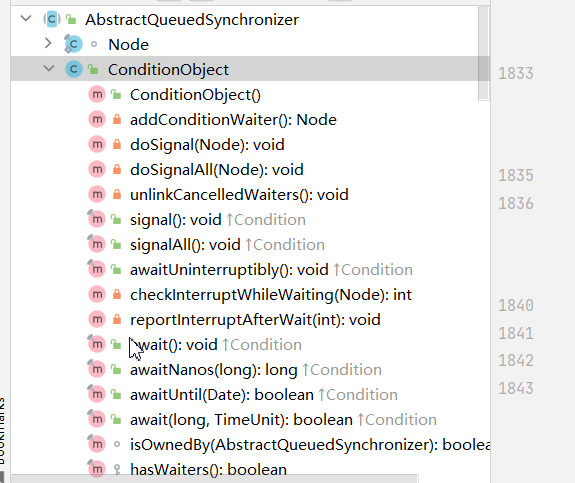 AbstractQueuedSynchronizer
Node
ConditionObject
1833
ConditionObject()
addConditionWaiter(): Node
doSignal(Node): void
doSignalAll(Node): void
1835
unlinkCancelledWaiters(): void
1836
signal(): void ↑Condition
signalAll(): void ↑Condition
awaitUninterruptibly(): void ↑Condition
checkInterruptWhileWaiting(Node): int
1840
reportInterruptAfterWait(int): void
1841
await(): void ↑Condition
1842
awaitNanos(long): long ↑Condition
1843
awaitUntil(Date): boolean ↑Condition
await(long, TimeUnit): boolean ↑Condition
isOwnedBy(AbstractQueuedSynchronizer): boolea
hasWaiters(): boolean